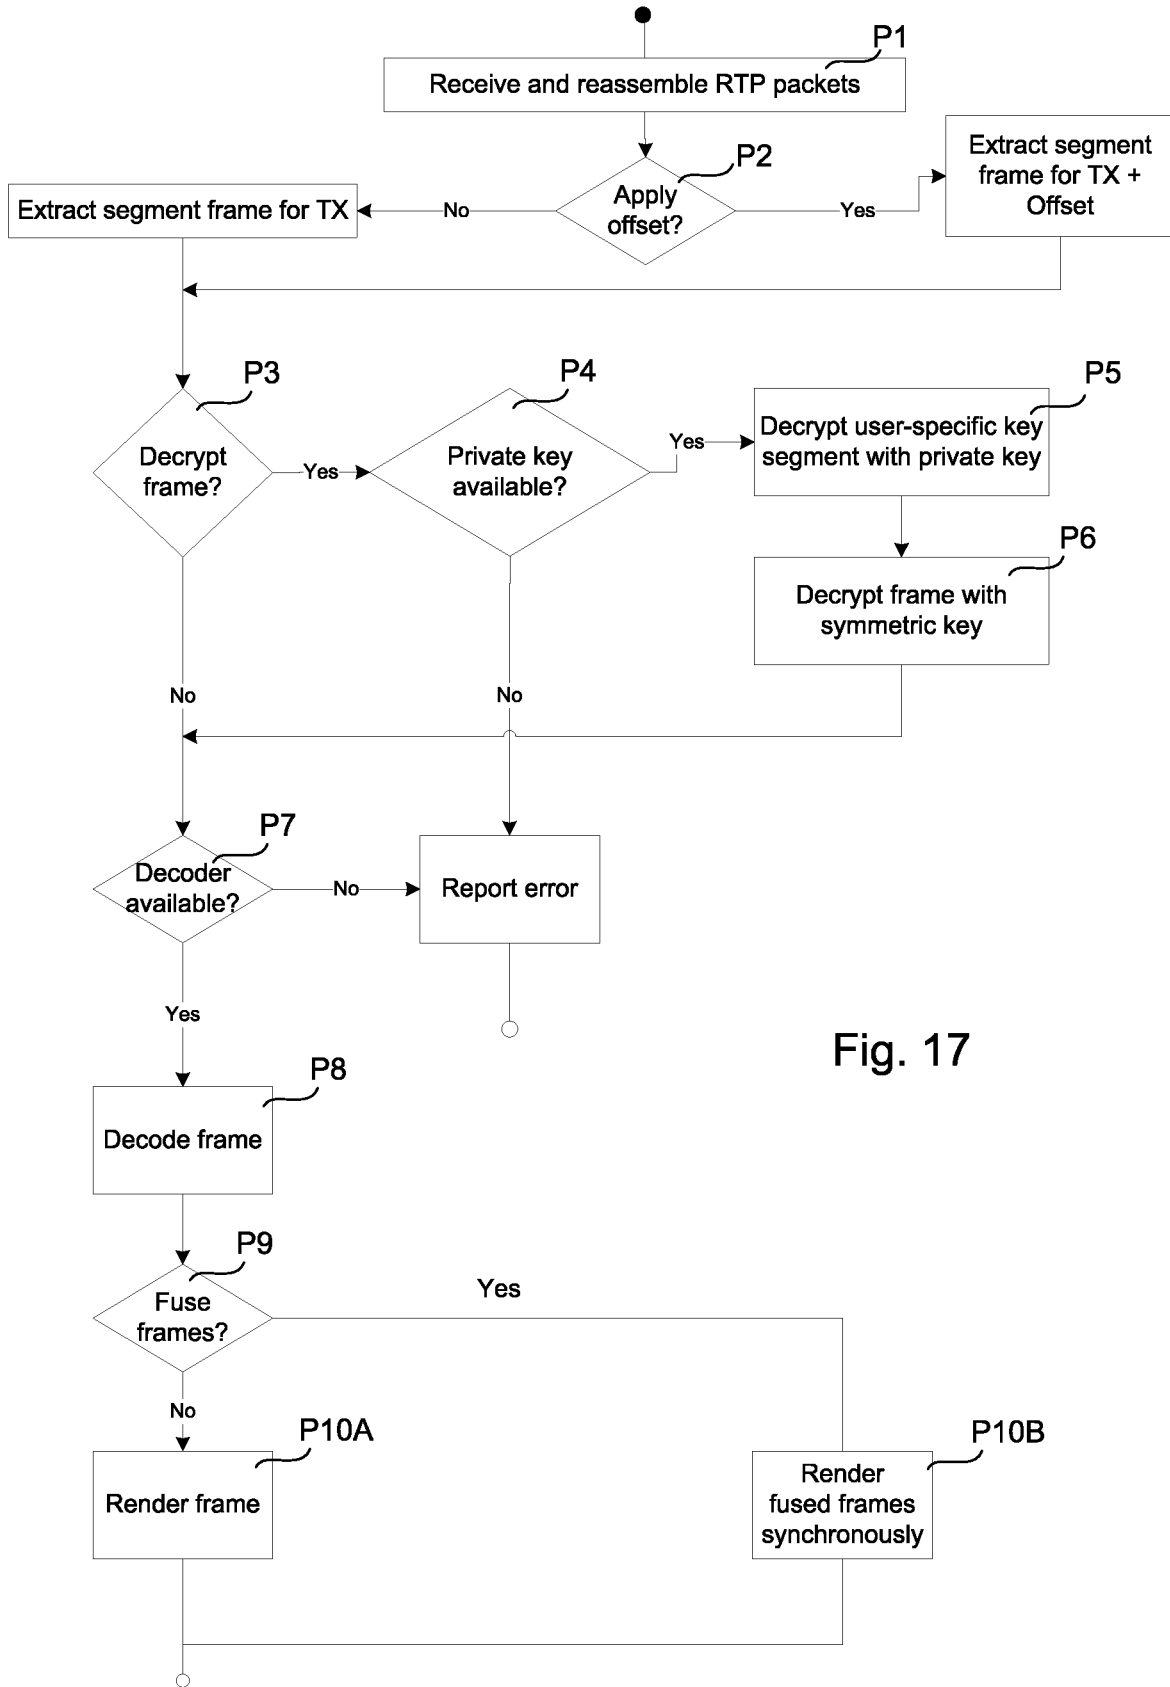 P1
Receive and reassemble RTP packets
P2
Apply
offset?
No
Yes
Extract segment frame for TX
Extract segment
frame for TX +
Offset
P3
Decrypt
frame?
Yes
P4
Private key
available?
Yes
P5
Decrypt user-specific key
segment with private key
P6
Decrypt frame with
symmetric key
No
No
P7
Decoder
available?
No
Report error
Yes
Fig. 17
P8
Decode frame
P9
Fuse
frames?
Yes
No
P10A
Render frame
P10B
Render
fused frames
synchronously